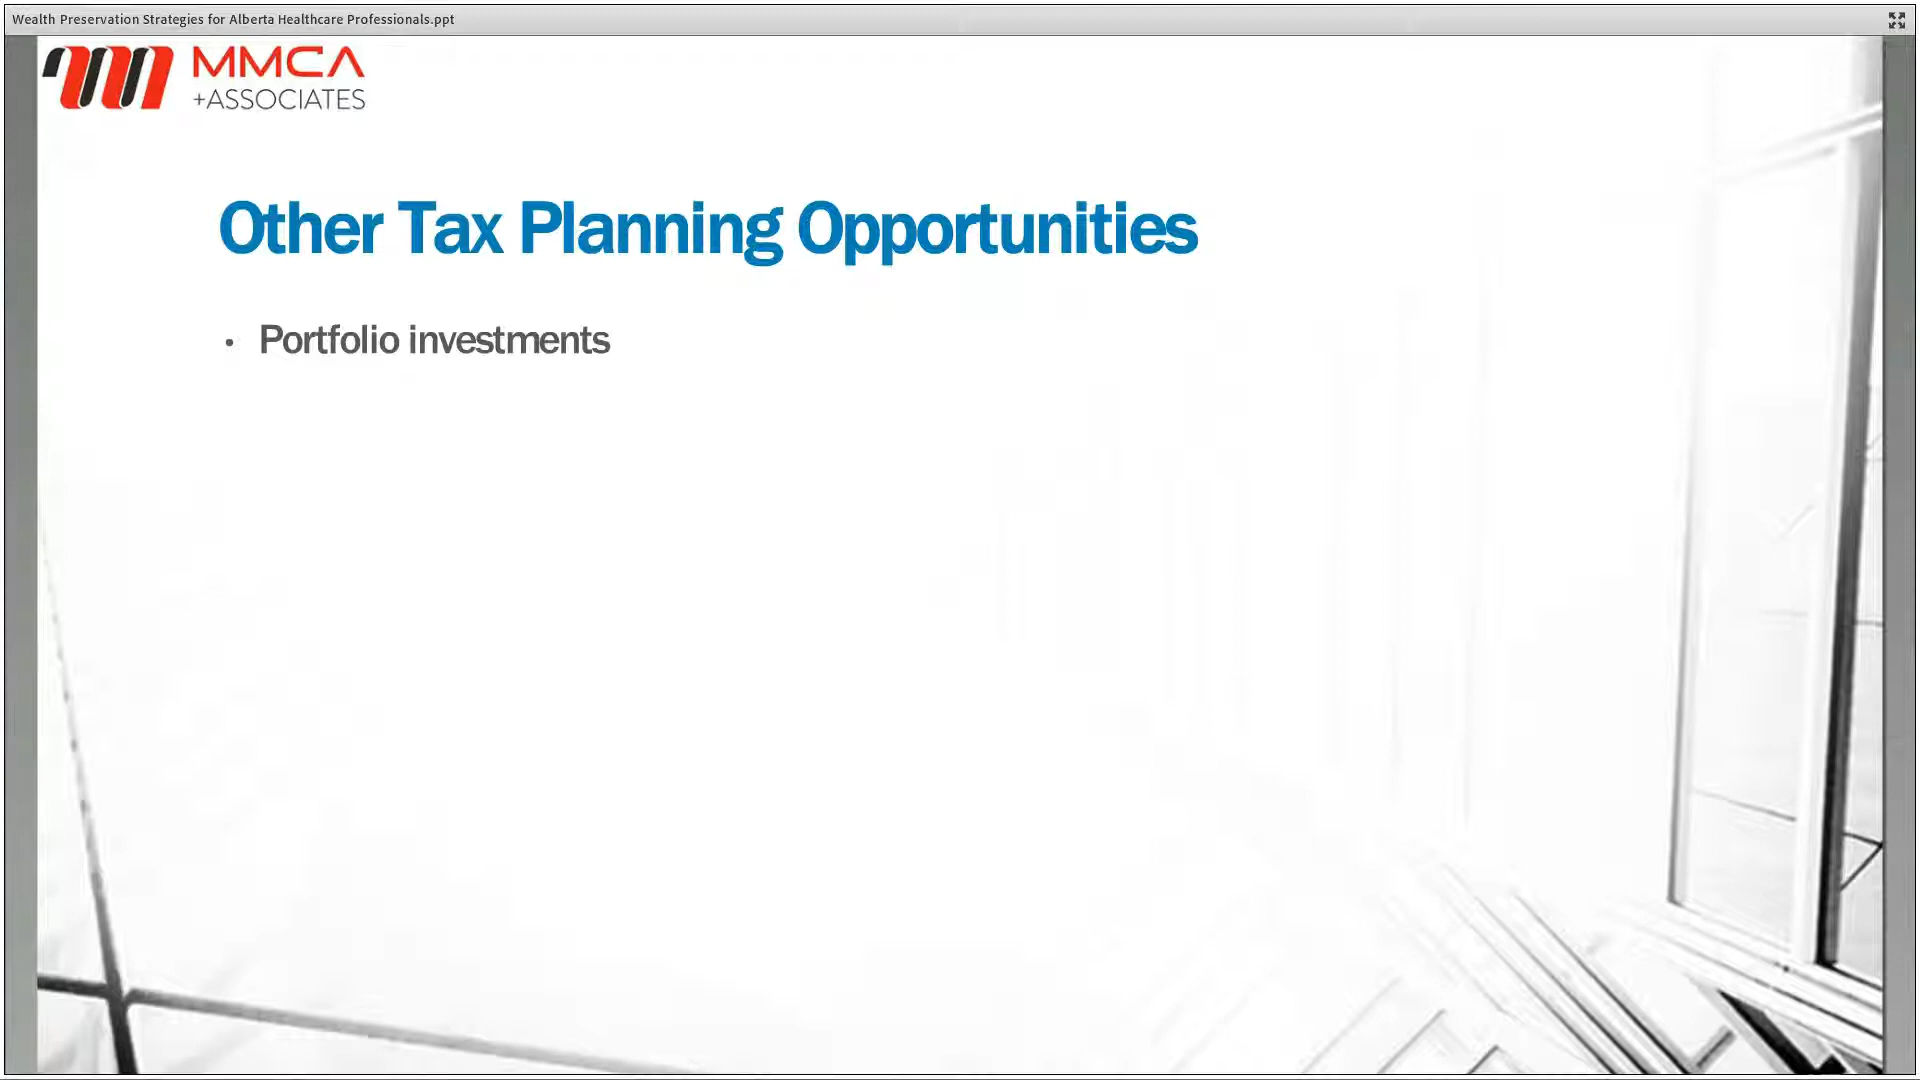 Wealth Preservation Strategies for Alberta Healthcare Professionals.ppt
MMCA
+ASSOCIATES
Other Tax Planning Opportunities
• Portfolio investments